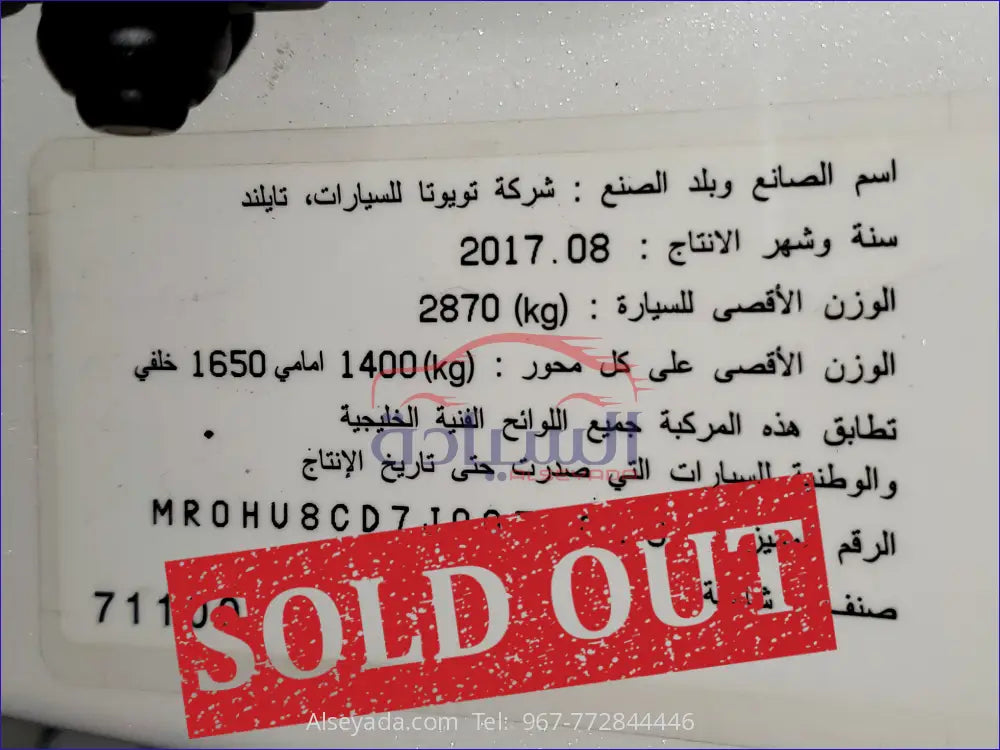 اسم الصانع وبلد الصنع : شركة تويوتا للسيارات، تايلند
سنة وشهر الانتاج : 2017.08
الوزن الأقصى للسيارة : 2870 (kg)
الوزن الأقصى على كل محور : 1400(kg) امامي 1650 خلفي
تطابق هذه المركبة جميع اللوائح الفنية الخليجية
السيادة
ALSEYADA
والوطنية للسيارات التي صدرت حتى تاريخ الإنتاج
الرقم
صنف
SOLD OUT
Alseyada.com Tel: 967-772844446